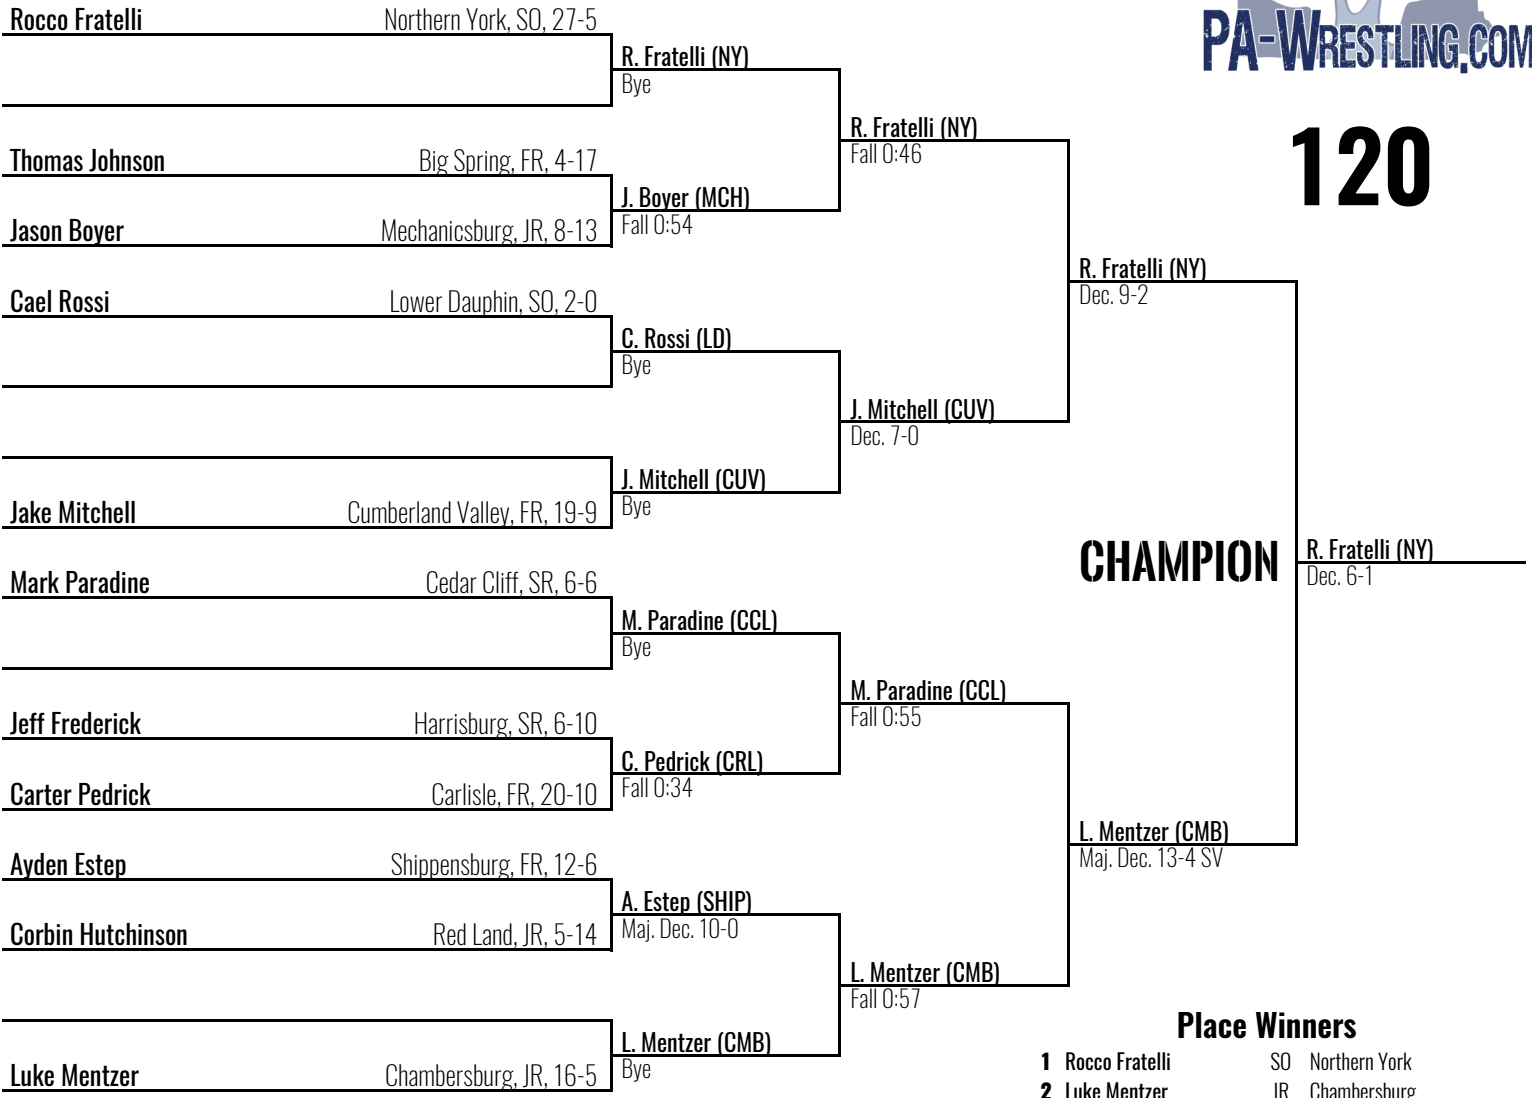 Rocco Fratelli Northern York, SO, 27-5
R. Fratelli (NY)
Bye
PA-WRESTLING.COM
120
Thomas Johnson Big Spring, FR, 4-17
R. Fratelli (NY)
Fall 0:46
J. Boyer (MCH)
Fall 0:54
Jason Boyer Mechanicsburg, JR, 8-13
R. Fratelli (NY)
Dec. 9-2
Cael Rossi Lower Dauphin, SO, 2-0
C. Rossi (LD)
Bye
J. Mitchell (CUV)
Dec. 7-0
J. Mitchell (CUV)
Bye
Jake Mitchell Cumberland Valley, FR, 19-9
CHAMPION
R. Fratelli (NY)
Dec. 6-1
Mark Paradine Cedar Cliff, SR, 6-6
M. Paradine (CCL)
Bye
M. Paradine (CCL)
Fall 0:55
Jeff Frederick Harrisburg, SR, 6-10
C. Pedrick (CRL)
Fall 0:34
Carter Pedrick Carlisle, FR, 20-10
L. Mentzer (CMB)
Maj. Dec. 13-4 SV
Ayden Estep Shippensburg, FR, 12-6
A. Estep (SHIP)
Maj. Dec. 10-0
Corbin Hutchinson Red Land, JR, 5-14
L. Mentzer (CMB)
Fall 0:57
L. Mentzer (CMB)
Bye
Luke Mentzer Chambersburg, JR, 16-5
Place Winners
1 Rocco Fratelli SO Northern York
2 Luke Mentzer JR Chambersburg